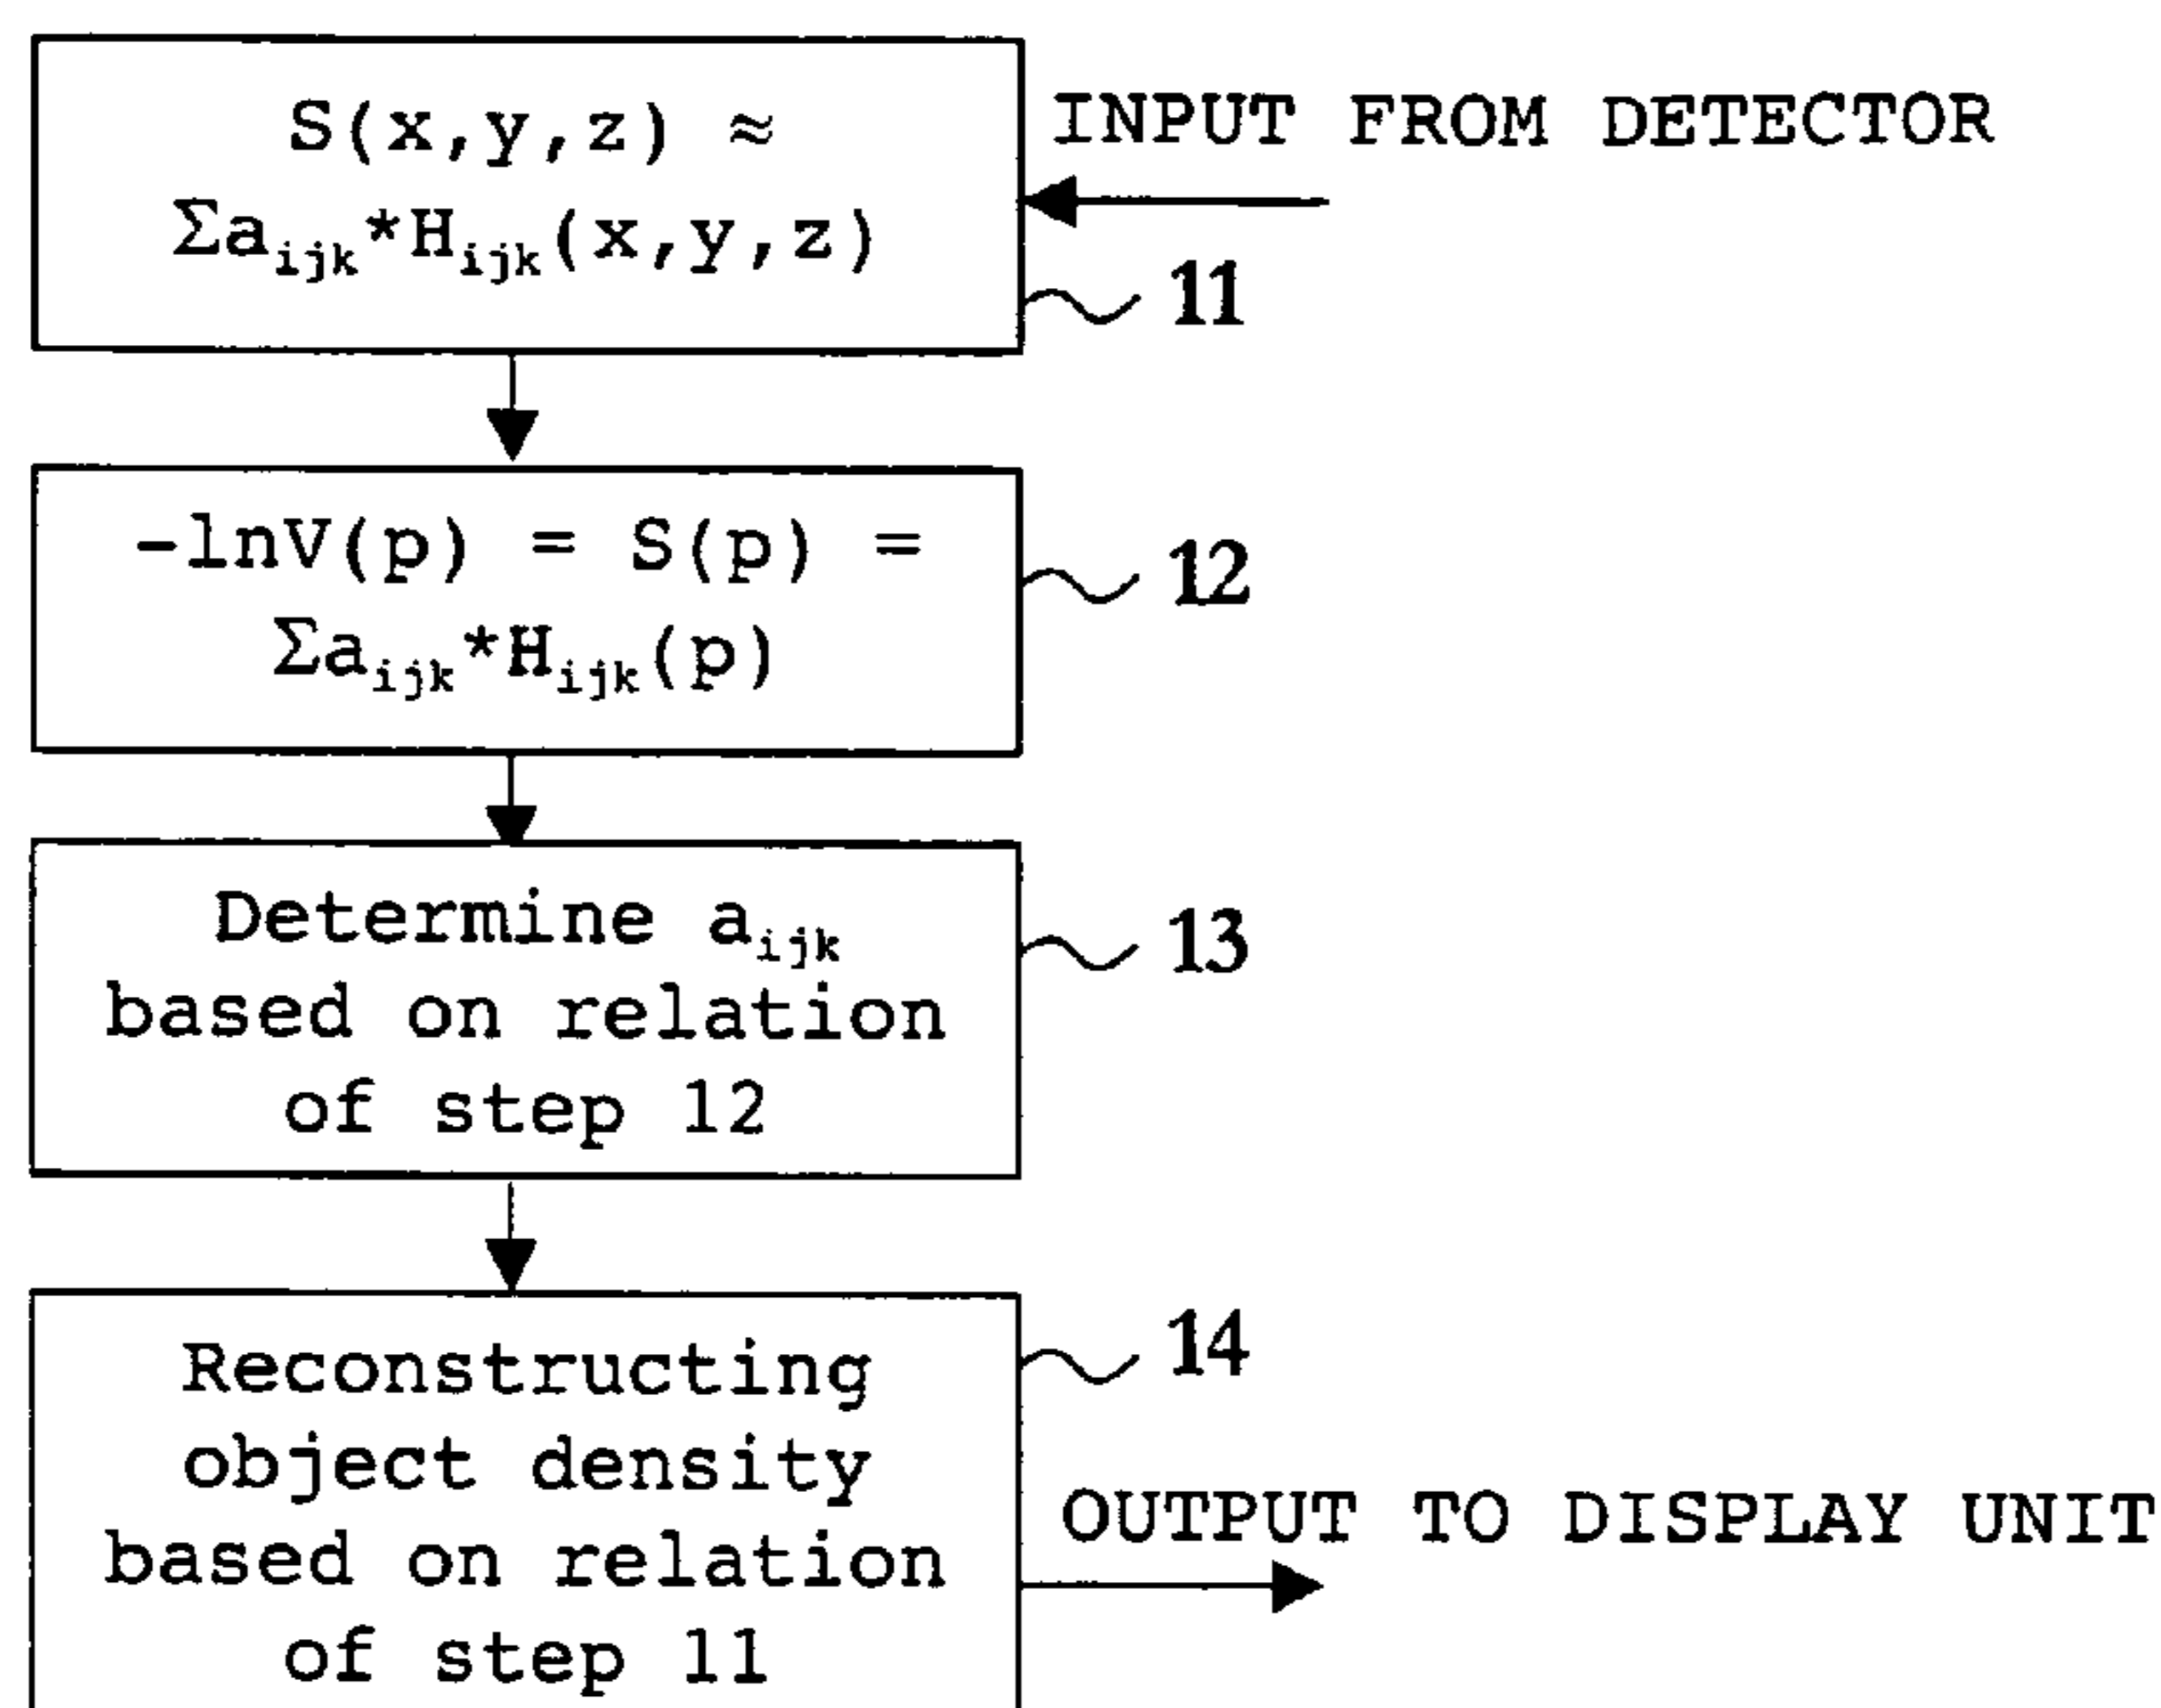 S(x,y,z) ≈
Σaijk*Hijk(x,y,z)
INPUT FROM DETECTOR
11
-lnV(p) = S(p) =
Σaijk*Hijk(p)
12
Determine aijk
based on relation
of step 12
13
Reconstructing
object density
based on relation
of step 11
14
OUTPUT TO DISPLAY UNIT